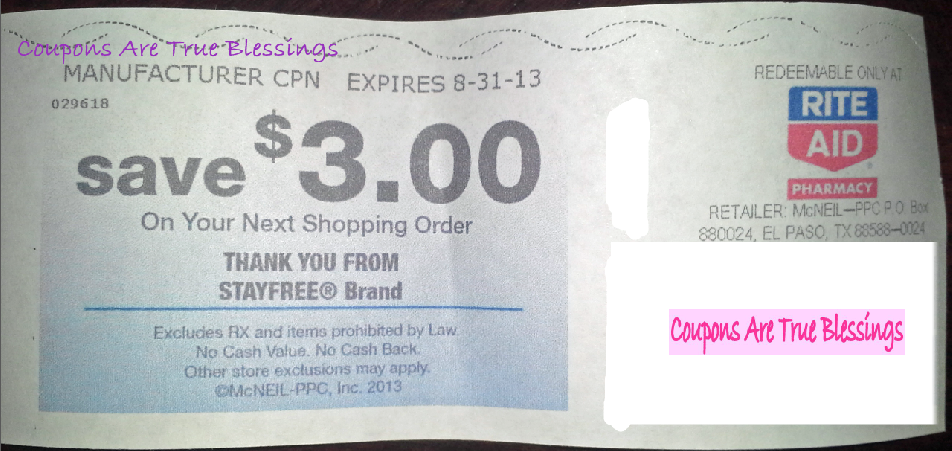 Coupons Are True Blessings
MANUFACTURER CPN EXPIRES 8-31-13
029618
save $3.00
On Your Next Shopping Order
THANK YOU FROM
STAYFREE® Brand
Excludes RX and items prohibited by Law
No Cash Value. No Cash Back.
Other store exclusions may apply.
©McNEIL-PPC, Inc. 2013
REDEEMABLE ONLY AT
RITE
AID
PHARMACY
RETAILER: McNEIL-PPC P.O. Box
880024, EL PASO, TX 88588-0024
Coupons Are True Blessings